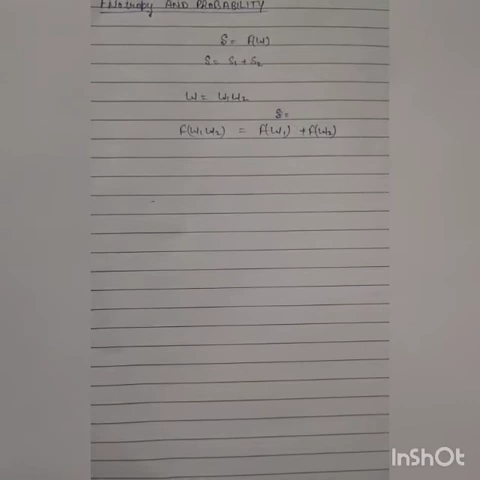 ENtropy AND PROBABILITY
S = f(W)
S = S₁ + S₂
W = W₁W₂
S =
f(W₁W₂) = f(W₁) + f(W₂)
InShOt